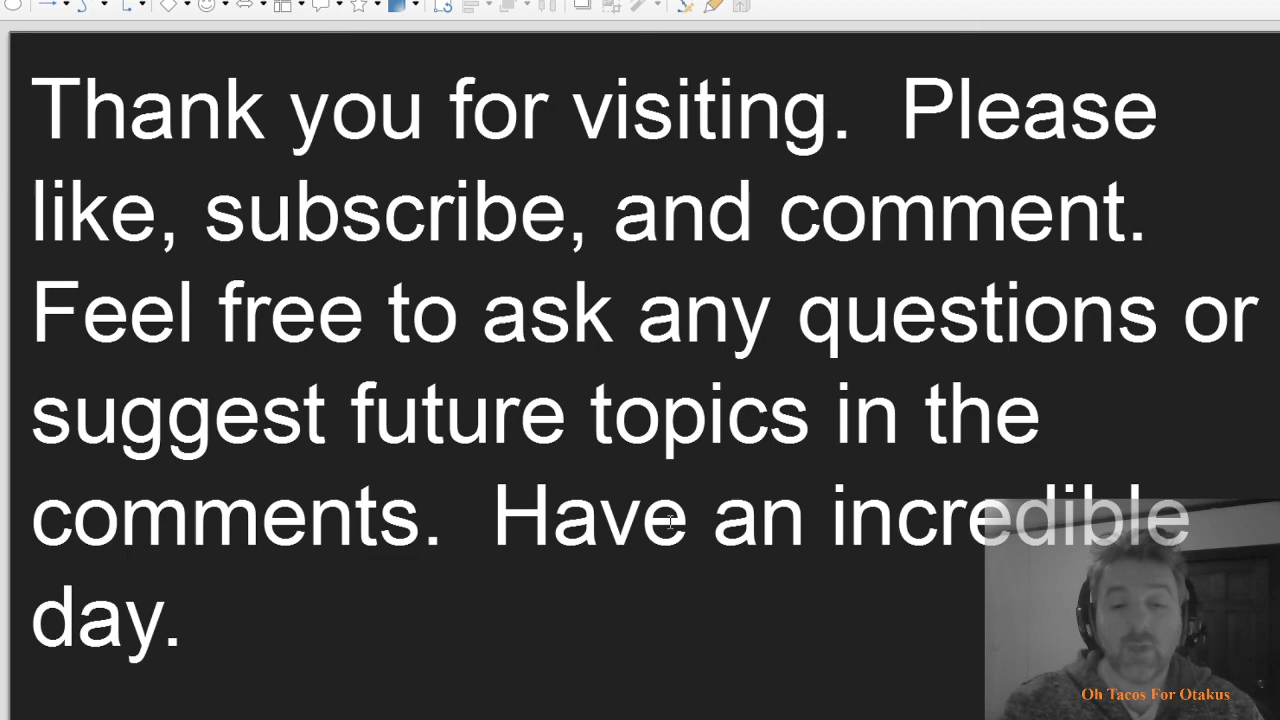 Thank you for visiting.  Please
like, subscribe, and comment.
Feel free to ask any questions or
suggest future topics in the
comments.  Have an incredible
day.
Oh Tacos For Otakus